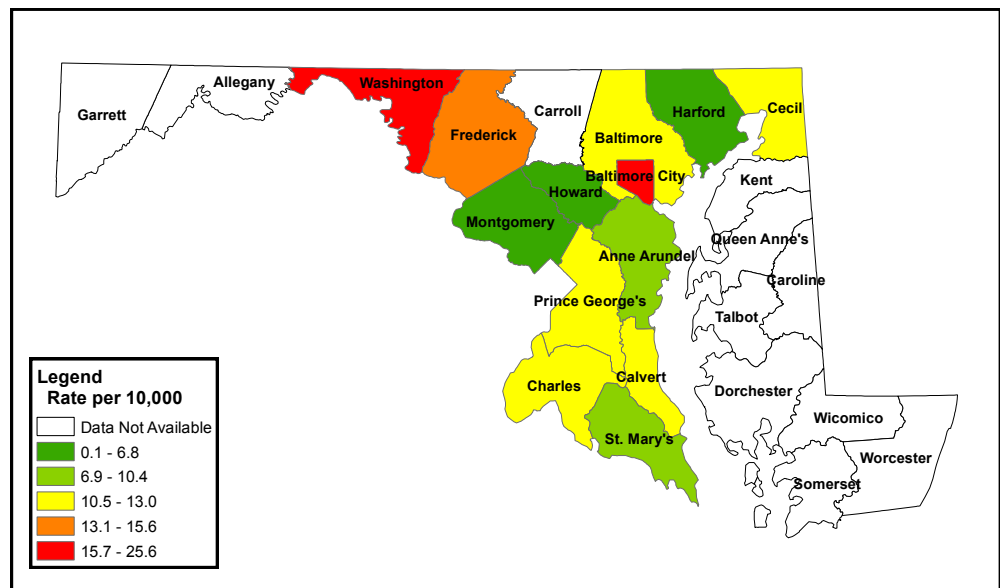 Garrett
Allegany
Washington
Frederick
Carroll
Baltimore
Harford
Cecil
Baltimore City
Howard
Montgomery
Kent
Queen Anne's
Anne Arundel
Caroline
Prince George's
Talbot
Charles
Calvert
Dorchester
Wicomico
St. Mary's
Worcester
Somerset
Legend
Rate per 10,000
Data Not Available
0.1 - 6.8
6.9 - 10.4
10.5 - 13.0
13.1 - 15.6
15.7 - 25.6